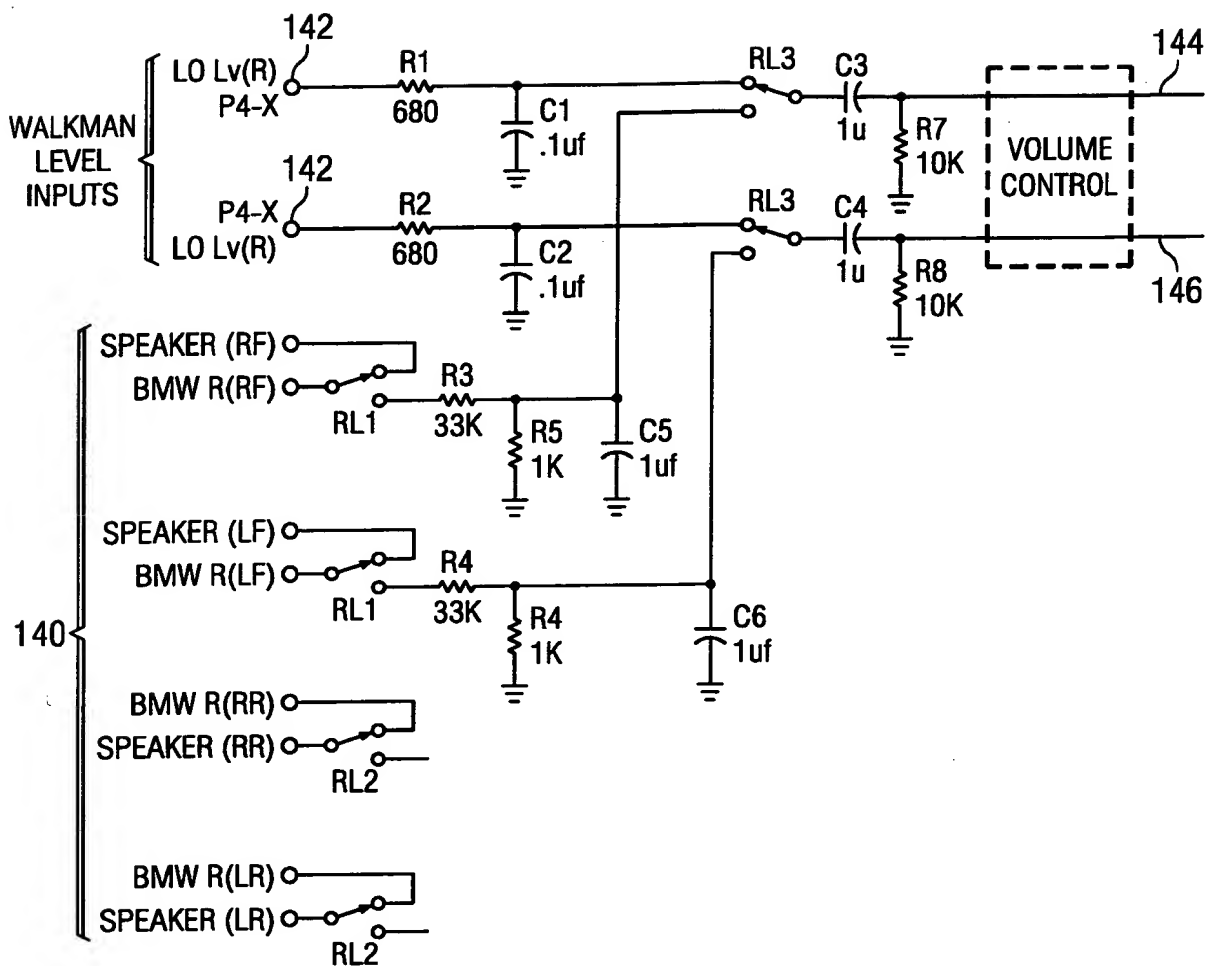 142
LO Lv(R)
P4-X
R1
680
C1
.1uf
RL3
C3
1u
R7
10K
144
WALKMAN
LEVEL
INPUTS
VOLUME
CONTROL
142
P4-X
LO Lv(R)
R2
680
C2
.1uf
RL3
C4
1u
R8
10K
146
SPEAKER (RF)
BMW R(RF)
RL1
R3
33K
R5
1K
C5
1uf
SPEAKER (LF)
BMW R(LF)
RL1
R4
33K
R4
1K
C6
1uf
140
BMW R(RR)
SPEAKER (RR)
RL2
BMW R(LR)
SPEAKER (LR)
RL2